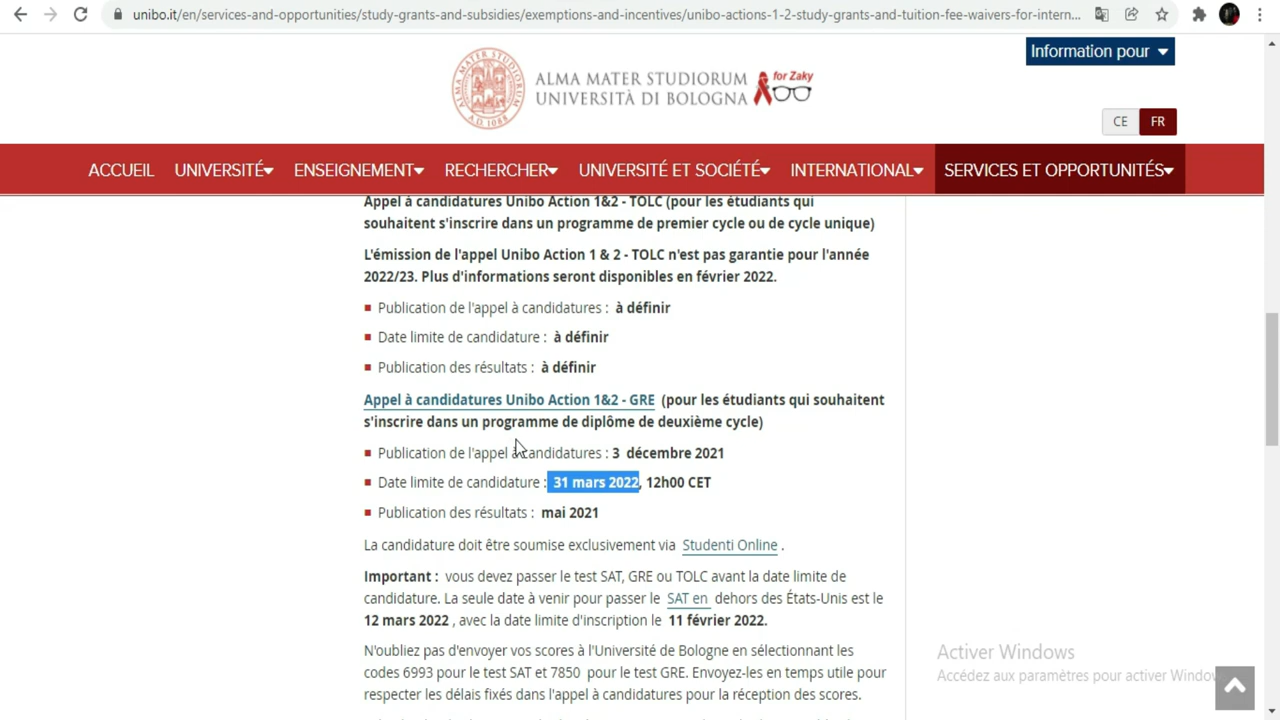 unibo.it/en/services-and-opportunities/study-grants-and-subsidies/exemptions-and-incentives/unibo-actions-1-2-study-grants-and-tuition-fee-waivers-for-intern...
Information pour
ALMA MATER STUDIORUM
UNIVERSITÀ DI BOLOGNA
for Zaky
CE FR
ACCUEIL UNIVERSITÉ ENSEIGNEMENT RECHERCHER UNIVERSITÉ ET SOCIÉTÉ INTERNATIONAL SERVICES ET OPPORTUNITÉS
Appel à candidatures Unibo Action 1&2 - TOLC (pour les étudiants qui
souhaitent s'inscrire dans un programme de premier cycle ou de cycle unique)
L'émission de l'appel Unibo Action 1 & 2 - TOLC n'est pas garantie pour l'année
2022/23. Plus d'informations seront disponibles en février 2022.
Publication de l'appel à candidatures : à définir
Date limite de candidature : à définir
Publication des résultats : à définir
Appel à candidatures Unibo Action 1&2 - GRE (pour les étudiants qui souhaitent
s'inscrire dans un programme de diplôme de deuxième cycle)
Publication de l'appel à candidatures : 3 décembre 2021
Date limite de candidature : 31 mars 2022, 12h00 CET
Publication des résultats : mai 2021
La candidature doit être soumise exclusivement via Studenti Online .
Important : vous devez passer le test SAT, GRE ou TOLC avant la date limite de
candidature. La seule date à venir pour passer le SAT en dehors des États-Unis est le
12 mars 2022 , avec la date limite d'inscription le 11 février 2022.
N'oubliez pas d'envoyer vos scores à l'Université de Bologne en sélectionnant les
codes 6993 pour le test SAT et 7850 pour le test GRE. Envoyez-les en temps utile pour
respecter les délais fixés dans l'appel à candidatures pour la réception des scores.
Activer Windows
Accédez aux paramètres pour activer Windows